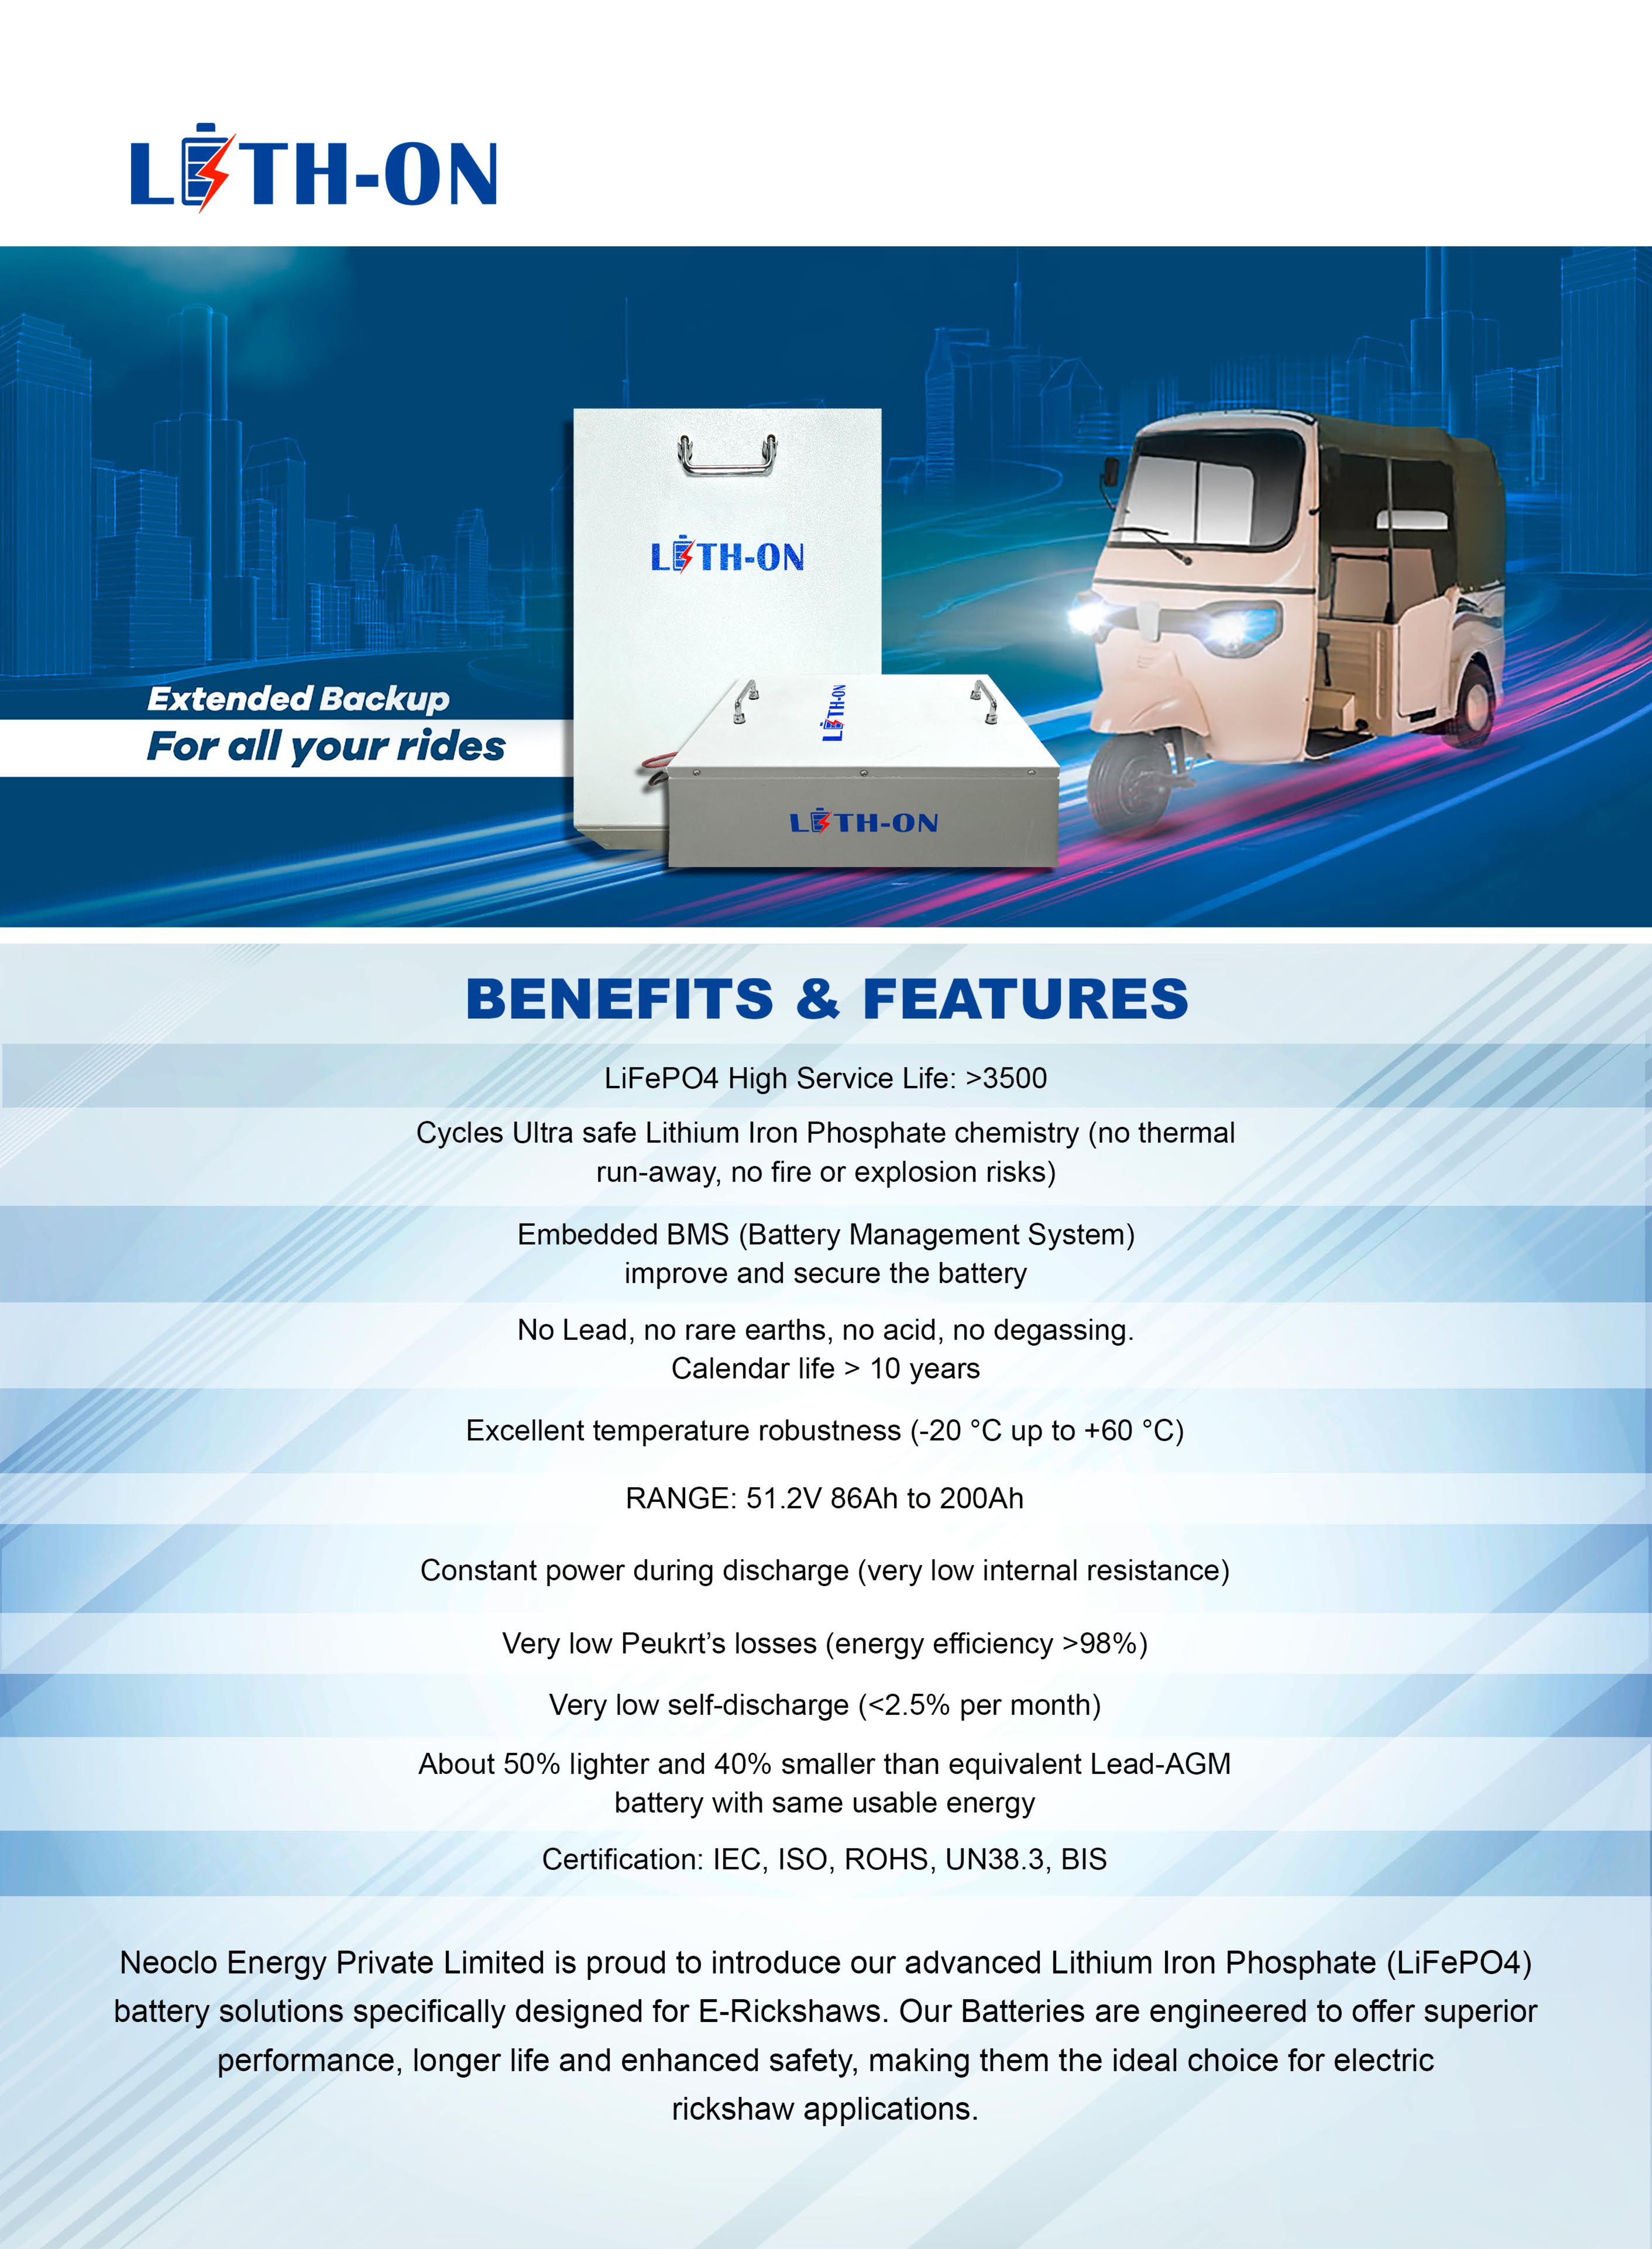 LITH-ON
LITH-ON
LITH-ON
Extended Backup
For all your rides
LITH-ON
BENEFITS & FEATURES
LiFePO4 High Service Life: >3500
Cycles Ultra safe Lithium Iron Phosphate chemistry (no thermal
run-away, no fire or explosion risks)
Embedded BMS (Battery Management System)
improve and secure the battery
No Lead, no rare earths, no acid, no degassing.
Calendar life > 10 years
Excellent temperature robustness (-20 °C up to +60 °C)
RANGE: 51.2V 86Ah to 200Ah
Constant power during discharge (very low internal resistance)
Very low Peukrt’s losses (energy efficiency >98%)
Very low self-discharge (<2.5% per month)
About 50% lighter and 40% smaller than equivalent Lead-AGM
battery with same usable energy
Certification: IEC, ISO, ROHS, UN38.3, BIS
Neoclo Energy Private Limited is proud to introduce our advanced Lithium Iron Phosphate (LiFePO4)
battery solutions specifically designed for E-Rickshaws. Our Batteries are engineered to offer superior
performance, longer life and enhanced safety, making them the ideal choice for electric
rickshaw applications.